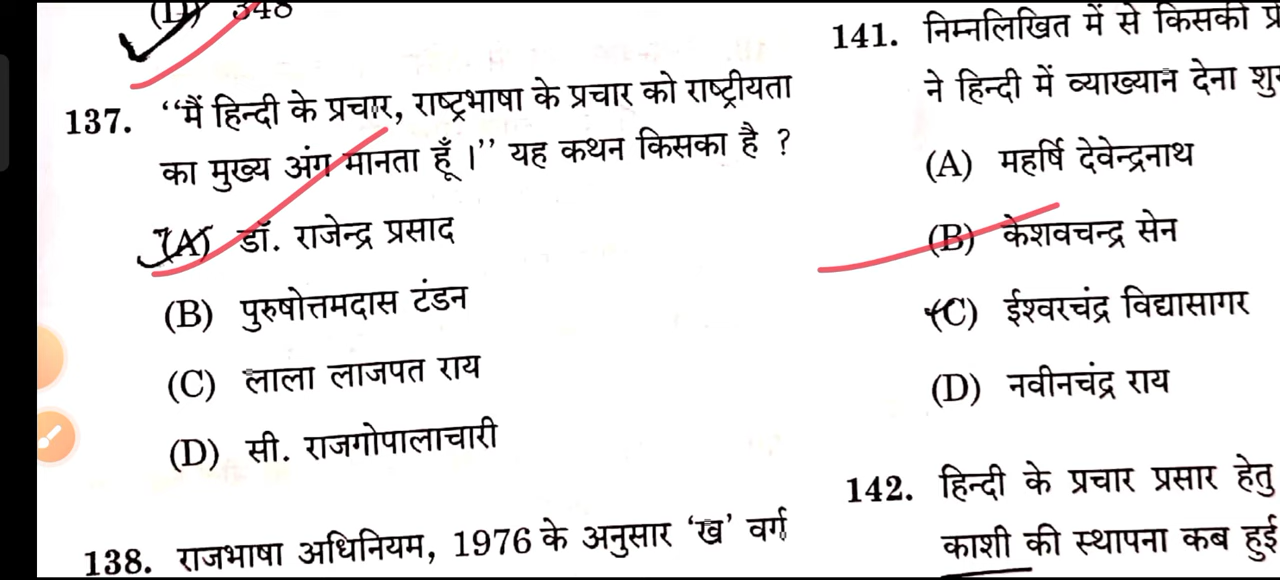 (D) 348
137. "मैं हिन्दी के प्रचार, राष्ट्रभाषा के प्रचार को राष्ट्रीयता
का मुख्य अंग मानता हूँ।" यह कथन किसका है ?
(A) डॉ. राजेन्द्र प्रसाद
(B) पुरुषोत्तमदास टंडन
(C) लाला लाजपत राय
(D) सी. राजगोपालाचारी
138. राजभाषा अधिनियम, 1976 के अनुसार 'ख' वर्ग
141. निम्नलिखित में से किसकी
ने हिन्दी में व्याख्यान देना
(A) महर्षि देवेन्द्रनाथ
(B) केशवचन्द्र सेन
(C) ईश्वरचंद्र विद्यासागर
(D) नवीनचंद्र राय
142. हिन्दी के प्रचार प्रसार हेतु
काशी की स्थापना कब हुई